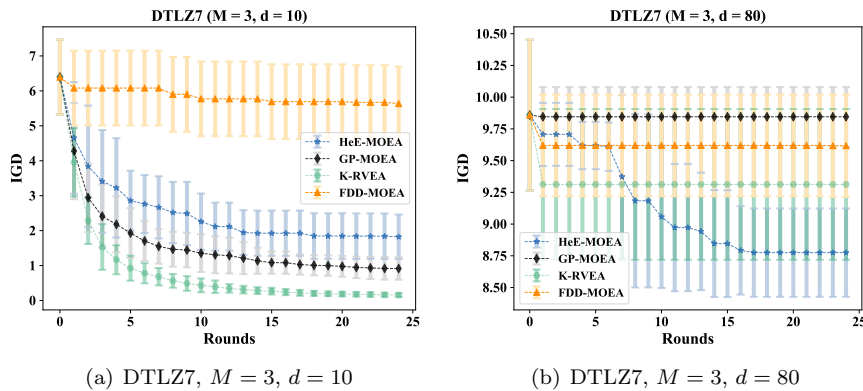 DTLZ7 (M = 3, d = 10)
IGD
7
6
5
4
3
2
1
0
HeE-MOEA
GP-MOEA
K-RVEA
FDD-MOEA
0
5
10
15
20
25
Rounds
(a) DTLZ7, M = 3, d = 10
DTLZ7 (M = 3, d = 80)
IGD
10.50
10.25
10.00
9.75
9.50
9.25
9.00
8.75
8.50
HeE-MOEA
GP-MOEA
K-RVEA
FDD-MOEA
0
5
10
15
20
25
Rounds
(b) DTLZ7, M = 3, d = 80